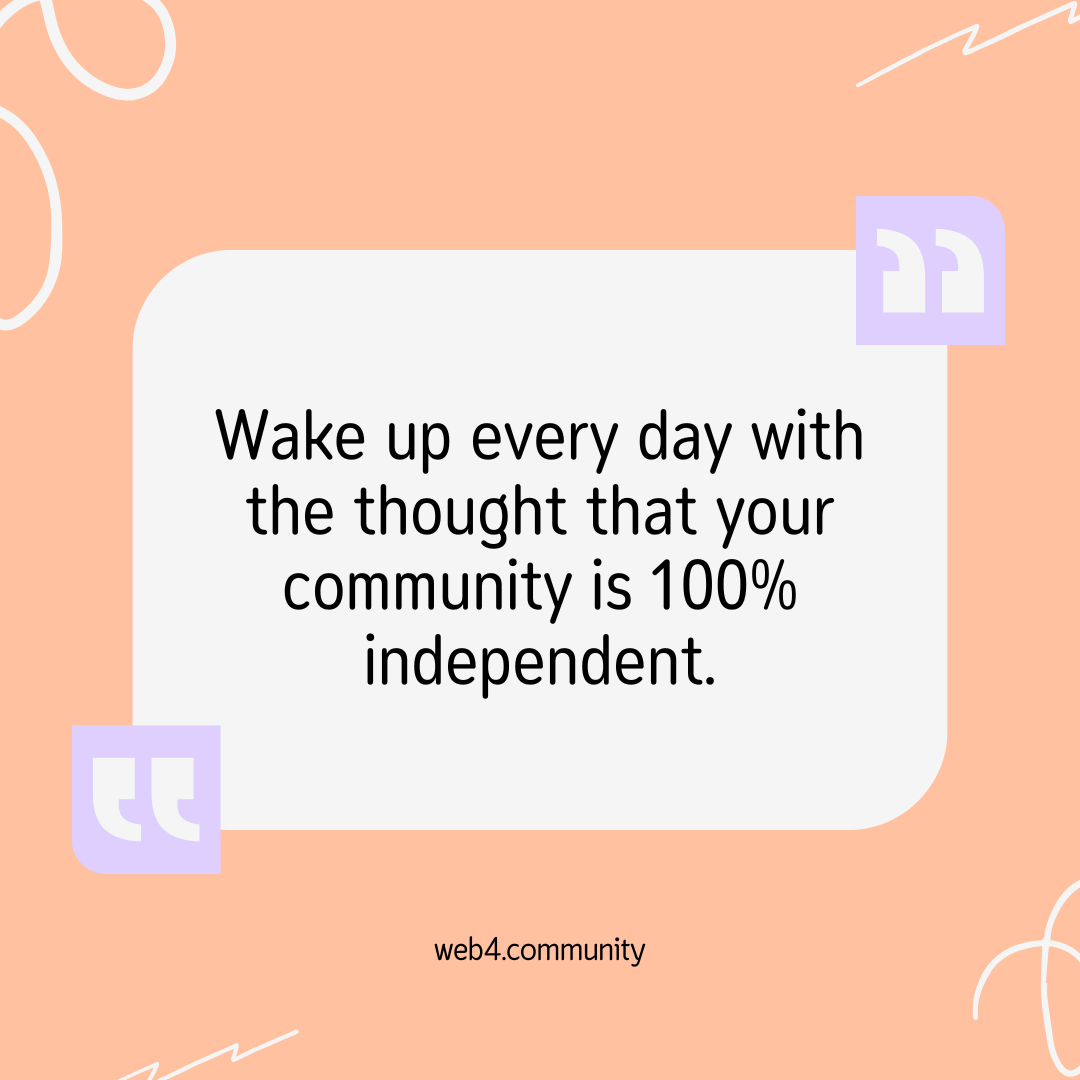 Wake up every day with
the thought that your
community is 100%
independent.
web4.community